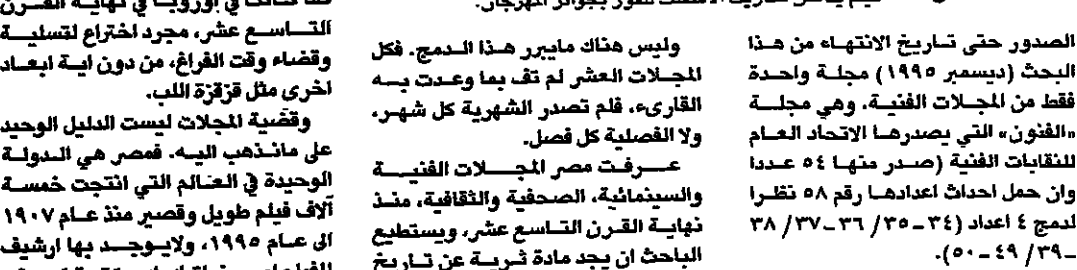 الصدور حتى تاريخ الانتهاء من هذا
البحث (ديسمبر ١٩٩٥) مجلة واحدة
فقط من المجلات الفنية، وهي مجلة
«الفنون» التي يصدرها الاتحاد العام
للنقابات الفنية (صدر منها ٥٤ عددا
وان حمل احداث اعدادها رقم ٥٨ نظرا
لدمج ٤ اعداد (٣٤ ـ ٣٥/ ٣٦ ـ ٣٧/ ٣٨
ـ ٣٩/ ٤٩ ـ ٥٠).
وليس هناك مايبرر هذا الدمج. فكل
المجلات العشر لم تف بما وعدت به
القارىء، فلم تصدر الشهرية كل شهر،
ولا الفصلية كل فصل.
عرفت مصر المجلات الفنية
والسينمائية، الصحفية والثقافية، منذ
نهاية القرن التاسع عشر، ويستطيع
الباحث ان يجد مادة ثرية عن تاريخ
كانت في اوروبا في نهاية القرن
التاسع عشر، مجرد اختراع لتسلية
وقضاء وقت الفراغ، من دون اية ابعاد
اخرى مثل قزقزة اللب.
وقضية المجلات ليست الدليل الوحيد
على مانذهب اليه. فمصر هي الدولة
الوحيدة في العالم التي انتجت خمسة
آلاف فيلم طويل وقصير منذ عام ١٩٠٧
الى عام ١٩٩٥، ولايوجد بها ارشيف